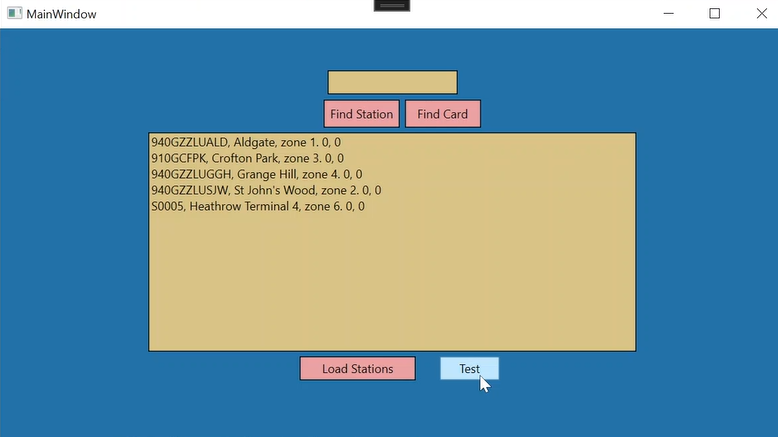 MainWindow
Find Station
Find Card
940GZZLUALD, Aldgate, zone 1. 0, 0
910GCFPK, Crofton Park, zone 3. 0, 0
940GZZLUGGH, Grange Hill, zone 4. 0, 0
940GZZLUSJW, St John's Wood, zone 2. 0, 0
S0005, Heathrow Terminal 4, zone 6. 0, 0
Load Stations
Test